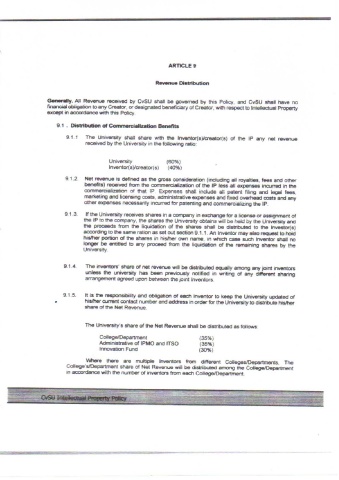 ARTICLE 9
Revenue Distribution
Generally. All Revenue received by CvSU shall be governed by this Policy, and CvSU shall have no
financial obligation to any Creator, or designated beneficiary of Creator, with respect to Intellectual Property
except in accordance with this Policy.
9.1. Distribution of Commercialization Benefits
9.1.1. The University shall share with the Inventor(s)/creator(s) of the IP any net revenue
received by the University in the following ratio:
University (60%)
Inventor(s)/creator(s) (40%)
9.1.2. Net revenue is defined as the gross consideration (including all royalties, fees and other
benefits) received from the commercialization of the IP less all expenses incurred in the
commercialization of that IP. Expenses shall include all patent filing and legal fees,
marketing and licensing costs, administrative expenses and fixed overhead costs and any
other expenses necessarily incurred for patenting and commercializing the IP.
9.1.3. If the University receives shares in a company in exchange for a license or assignment of
the IP to the company, the shares the University obtains will be held by the University and
the proceeds from the liquidation of the shares shall be distributed to the Inventor(s)
according to the same ration as set out section 9.1.1. An Inventor may also request to hold
his/her portion of the shares in his/her own name, in which case such Inventor shall no
longer be entitled to any proceed from the liquidation of the remaining shares by the
University.
9.1.4. The inventors' share of net revenue will be distributed equally among any joint inventors
unless the university has been previously notified in writing of any different sharing
arrangement agreed upon between the joint inventors.
9.1.5. It is the responsibility and obligation of each inventor to keep the University updated of
his/her current contact number and address in order for the University to distribute his/her
share of the Net Revenue.
The University's share of the Net Revenue shall be distributed as follows
College/Department (35%)
Administrative of IPMO and ITSO (35%)
Innovation Fund (30%)
Where there are multiple Inventors from different Colleges/Departments, The
College's/Department share of Net Revenue will be distributed among the College/Department
in accordance with the number of inventors from each College/Department.
CvSU Intellectual Property Policy